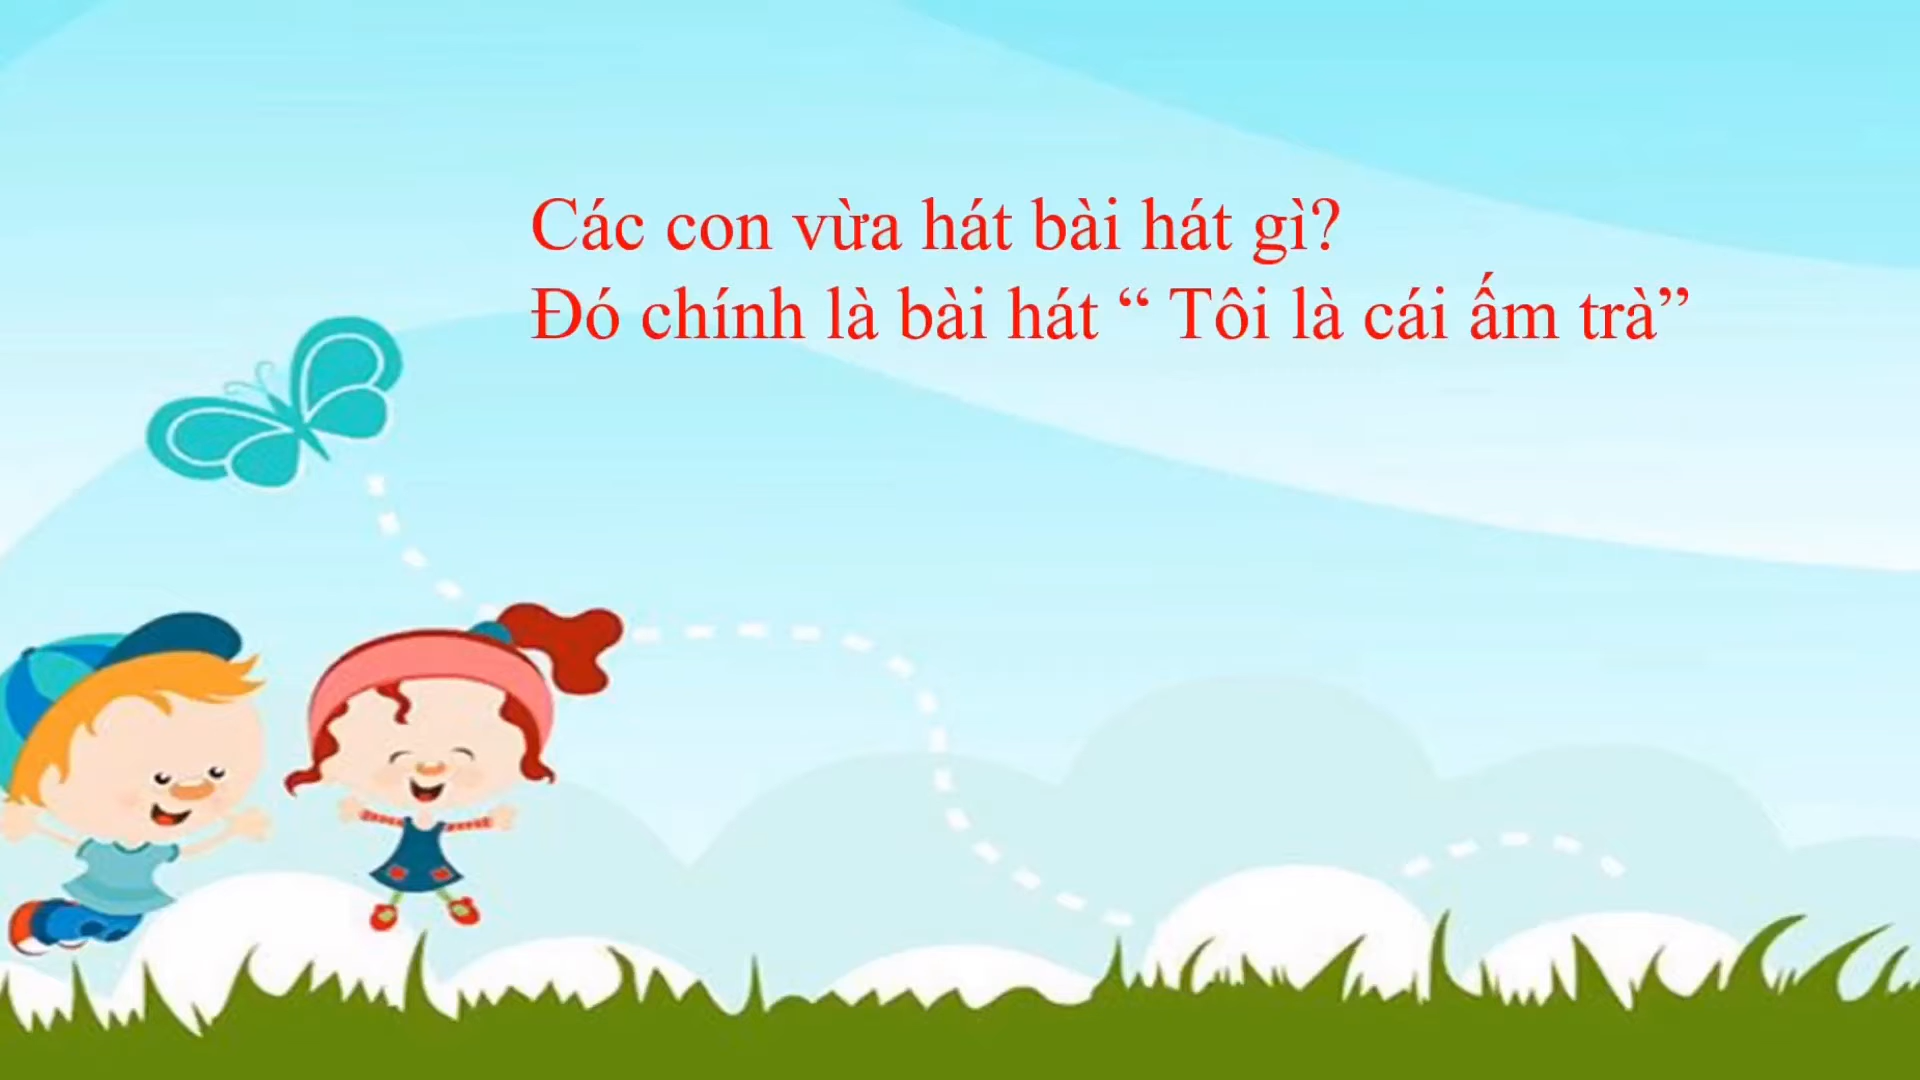 Các con vừa hát bài hát gì?
Đó chính là bài hát “ Tôi là cái ấm trà”